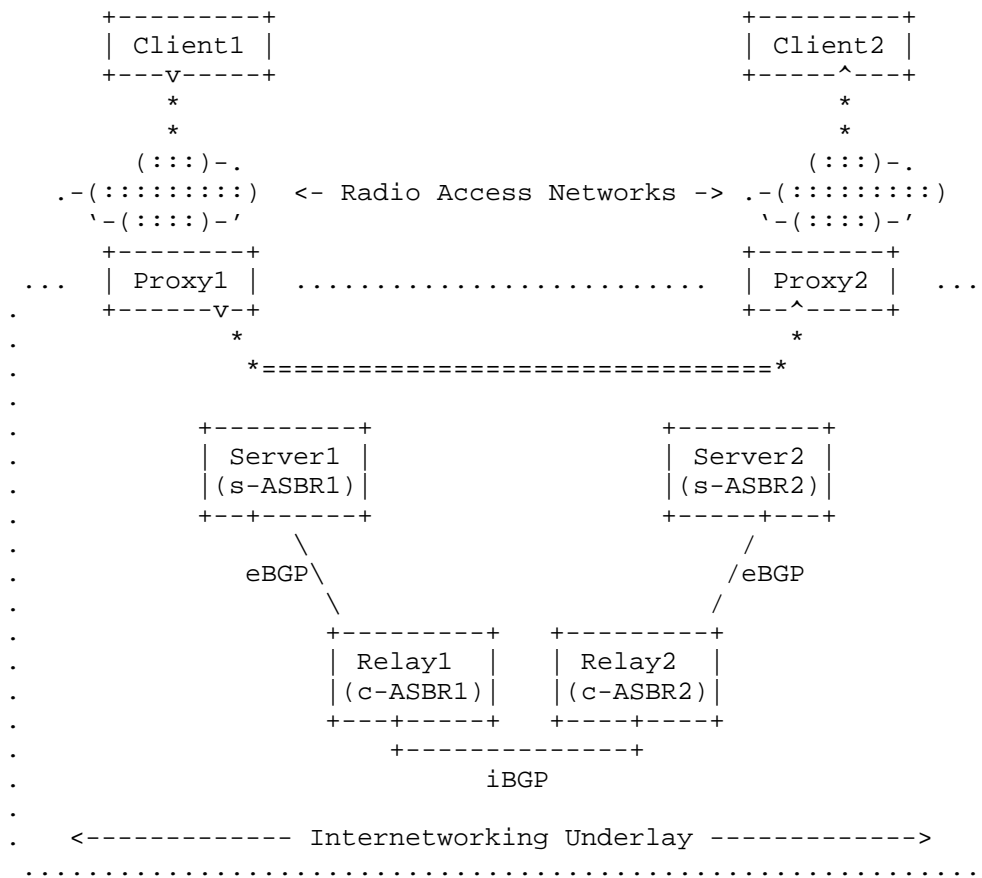 Client1 Client2
<- Radio Access Networks ->
Proxy1 Proxy2
Server1 Server2
(s-ASBR1) (s-ASBR2)
eBGP eBGP
Relay1 Relay2
(c-ASBR1) (c-ASBR2)
iBGP
<------------- Internetworking Underlay ------------->